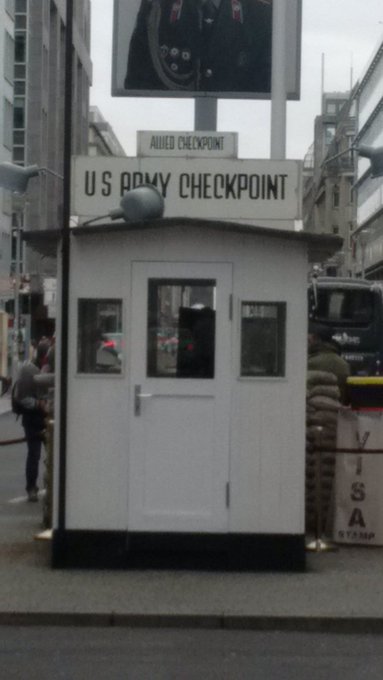 ALLIED CHECKPOINT
US ARMY CHECKPOINT
VISA
STAMP